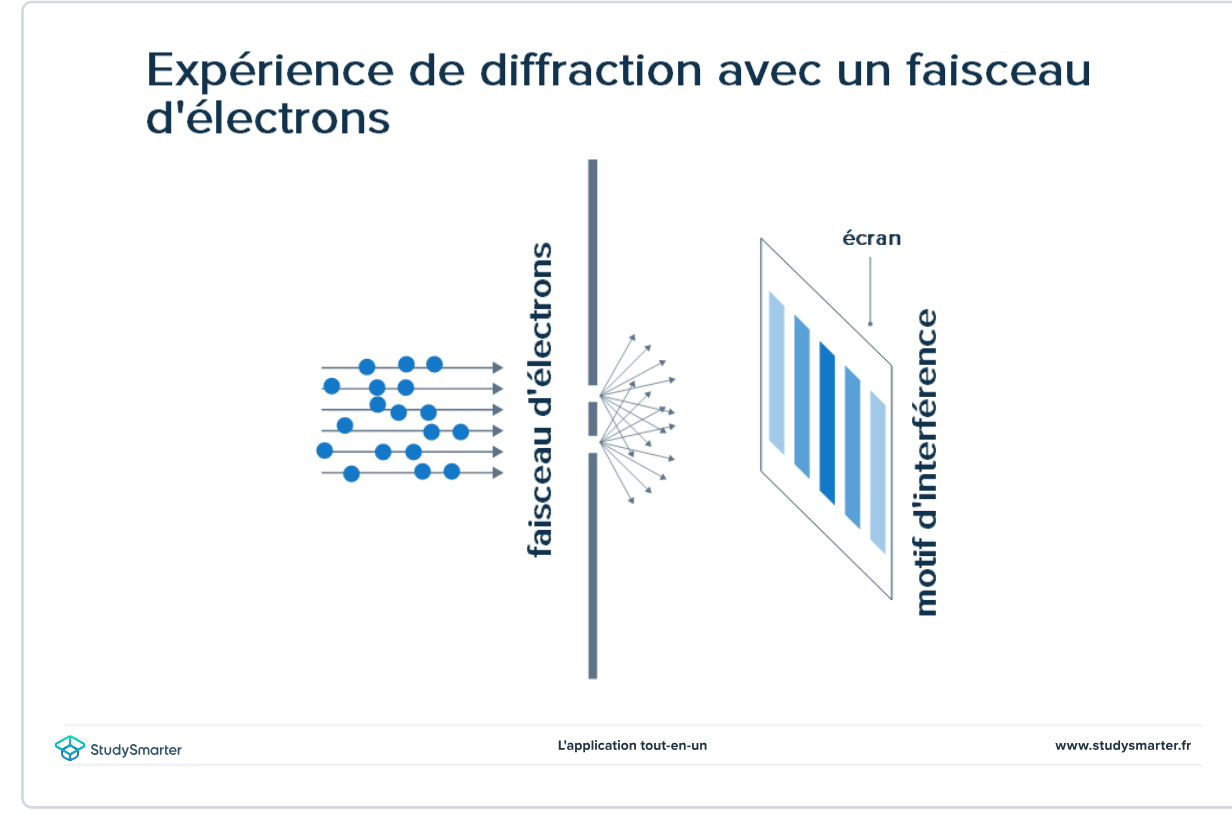 Expérience de diffraction avec un faisceau
d'électrons
faisceau d'électrons
écran
motif d'interférence
StudySmarter
L'application tout-en-un
www.studysmarter.fr